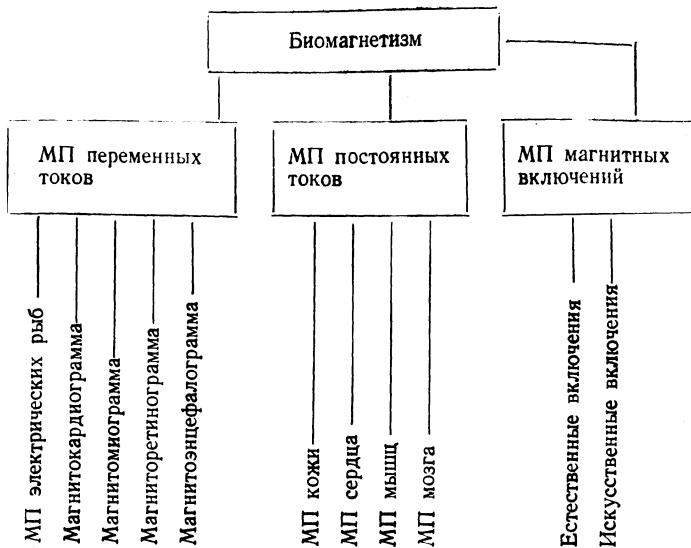 Биомагнетизм
МП переменных
токов
МП постоянных
токов
МП магнитных
включений
МП электрических рыб
Магнитокардиограмма
Магнитомиограмма
Магниторетинограмма
Магнитоэнцефалограмма
МП кожи
МП сердца
МП мышц
МП мозга
Естественные включения
Искусственные включения